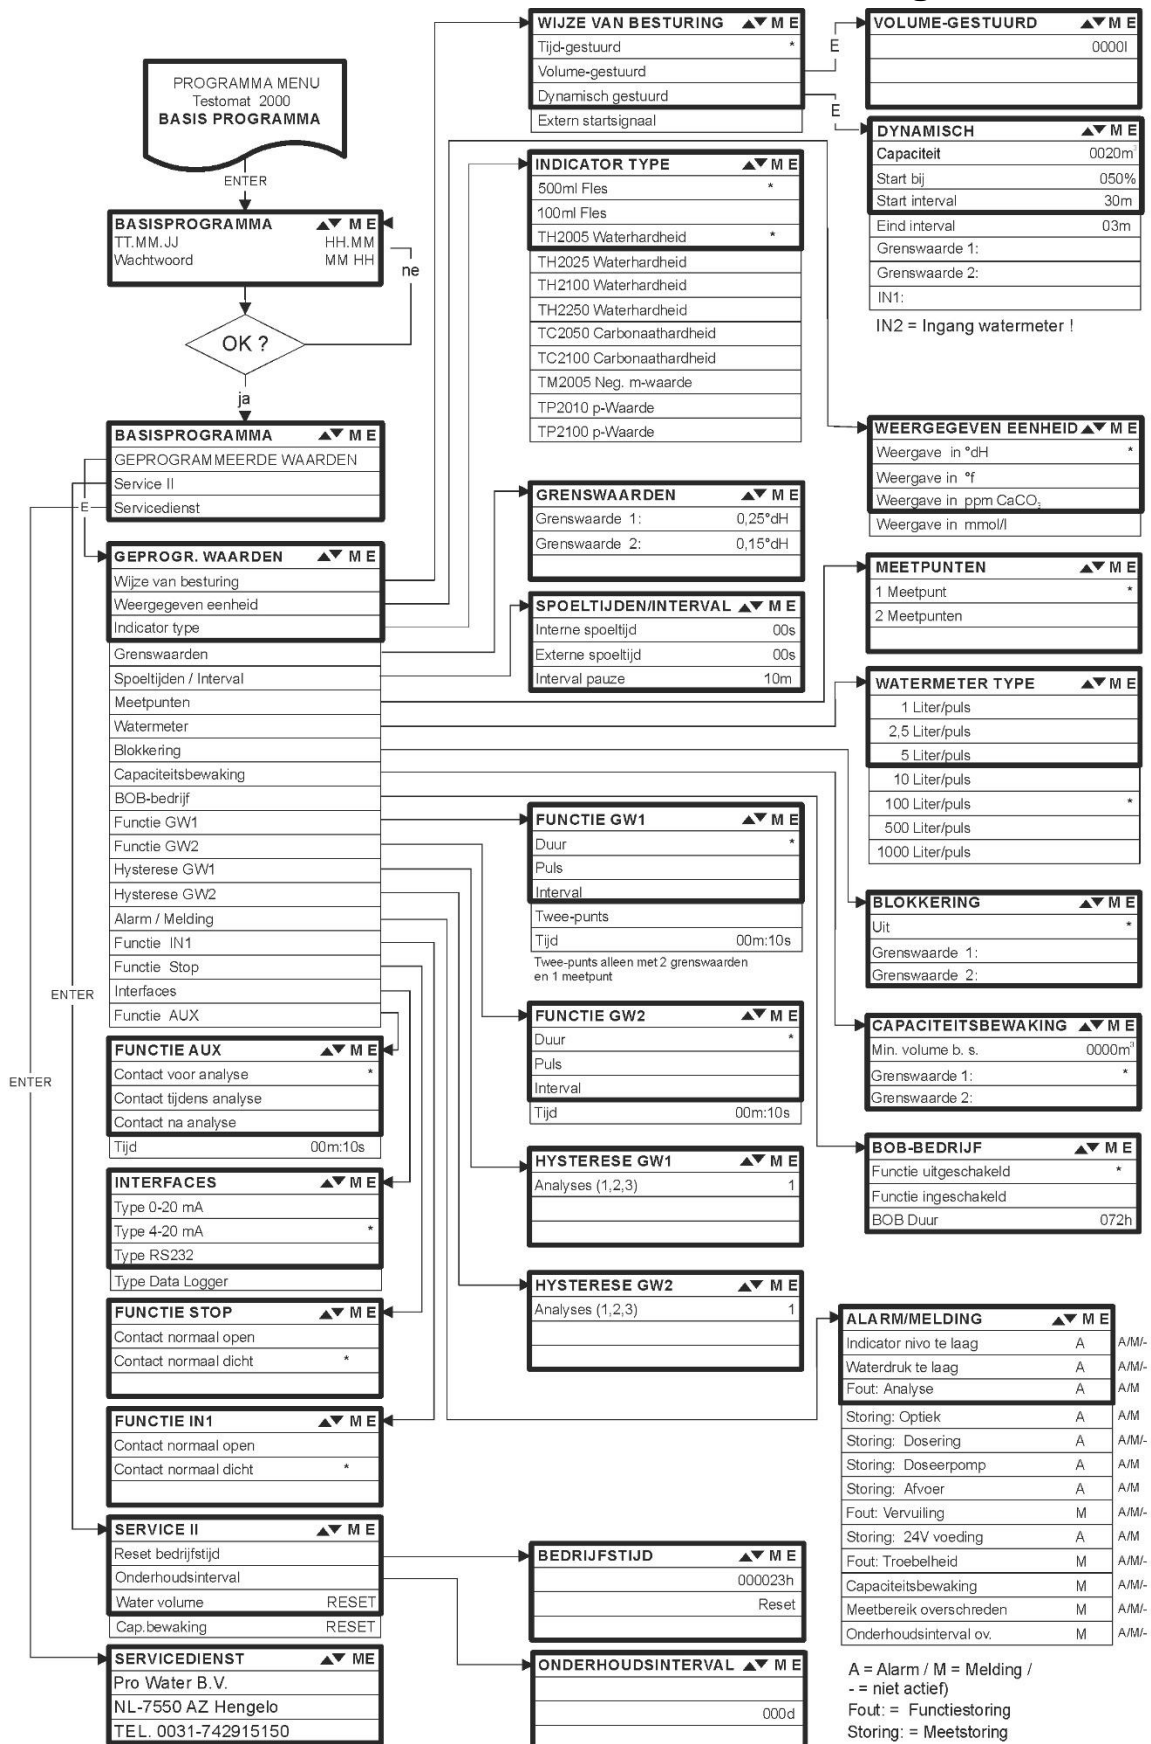 PROGRAMMA MENU
Testomat 2000
BASIS PROGRAMMA
ENTER
BASISPROGRAMMA ▲▼ M E
TT.MM.JJ HH.MM
Wachtwoord MM HH
ne
OK ?
ja
BASISPROGRAMMA ▲▼ M E
GEPROGRAMMEERDE WAARDEN
Service II
Servicedienst
E
GEPROGR. WAARDEN ▲▼ M E
Wijze van besturing
Weergegeven eenheid
Indicator type
Grenswaarden
Spoeltijden / Interval
Meetpunten
Watermeter
Blokkering
Capaciteitsbewaking
BOB-bedrijf
Functie GW1
Functie GW2
Hysterese GW1
Hysterese GW2
Alarm / Melding
Functie IN1
Functie Stop
Interfaces
Functie AUX
ENTER
ENTER
FUNCTIE AUX ▲▼ M E
Contact voor analyse *
Contact tijdens analyse
Contact na analyse
Tijd 00m:10s
INTERFACES ▲▼ M E
Type 0-20 mA
Type 4-20 mA *
Type RS232
Type Data Logger
FUNCTIE STOP ▲▼ M E
Contact normaal open
Contact normaal dicht *
FUNCTIE IN1 ▲▼ M E
Contact normaal open
Contact normaal dicht *
SERVICE II ▲▼ M E
Reset bedrijfstijd
Onderhoudsinterval
Water volume RESET
Cap.bewaking RESET
SERVICEDIENST ▲▼ ME
Pro Water B.V.
NL-7550 AZ Hengelo
TEL. 0031-742915150
WIJZE VAN BESTURING ▲▼ M E
Tijd-gestuurd *
Volume-gestuurd
Dynamisch gestuurd
Extern startsignaal
E
E
INDICATOR TYPE ▲▼ M E
500ml Fles *
100ml Fles
TH2005 Waterhardheid *
TH2025 Waterhardheid
TH2100 Waterhardheid
TH2250 Waterhardheid
TC2050 Carbonaathardheid
TC2100 Carbonaathardheid
TM2005 Neg. m-waarde
TP2010 p-Waarde
TP2100 p-Waarde
GRENSWAARDEN ▲▼ M E
Grenswaarde 1: 0,25°dH
Grenswaarde 2: 0,15°dH
SPOELTIJDEN/INTERVAL ▲▼ M E
Interne spoeltijd 00s
Externe spoeltijd 00s
Interval pauze 10m
FUNCTIE GW1 ▲▼ M E
Duur *
Puls
Interval
Twee-punts
Tijd 00m:10s
Twee-punts alleen met 2 grenswaarden
en 1 meetpunt
FUNCTIE GW2 ▲▼ M E
Duur *
Puls
Interval
Tijd 00m:10s
HYSTERESE GW1 ▲▼ M E
Analyses (1,2,3) 1
HYSTERESE GW2 ▲▼ M E
Analyses (1,2,3) 1
BEDRIJFSTIJD ▲▼ M E
000023h
Reset
ONDERHOUDSINTERVAL ▲▼ M E
000d
VOLUME-GESTUURD ▲▼ M E
0000l
DYNAMISCH ▲▼ M E
Capaciteit 0020m³
Start bij 050%
Start interval 30m
Eind interval 03m
Grenswaarde 1:
Grenswaarde 2:
IN1:
IN2 = Ingang watermeter !
WEERGEGEVEN EENHEID ▲▼ M E
Weergave in °dH *
Weergave in °f
Weergave in ppm CaCO₃
Weergave in mmol/l
MEETPUNTEN ▲▼ M E
1 Meetpunt *
2 Meetpunten
WATERMETER TYPE ▲▼ M E
1 Liter/puls
2,5 Liter/puls
5 Liter/puls
10 Liter/puls
100 Liter/puls *
500 Liter/puls
1000 Liter/puls
BLOKKERING ▲▼ M E
Uit *
Grenswaarde 1:
Grenswaarde 2:
CAPACITEITSBEWAKING ▲▼ M E
Min. volume b. s. 0000m³
Grenswaarde 1: *
Grenswaarde 2:
BOB-BEDRIJF ▲▼ M E
Functie uitgeschakeld *
Functie ingeschakeld
BOB Duur 072h
ALARM/MELDING ▲▼ M E
Indicator nivo te laag A A/M/-
Waterdruk te laag A A/M/-
Fout: Analyse A A/M
Storing: Optiek A A/M
Storing: Dosering A A/M/-
Storing: Doseerpomp A A/M
Storing: Afvoer A A/M
Fout: Vervuiling M A/M/-
Storing: 24V voeding A A/M
Fout: Troebelheid M A/M/-
Capaciteitsbewaking M A/M/-
Meetbereik overschreden M A/M/-
Onderhoudsinterval ov. M A/M/-
A = Alarm / M = Melding /
- = niet actief)
Fout: = Functiestoring
Storing: = Meetstoring